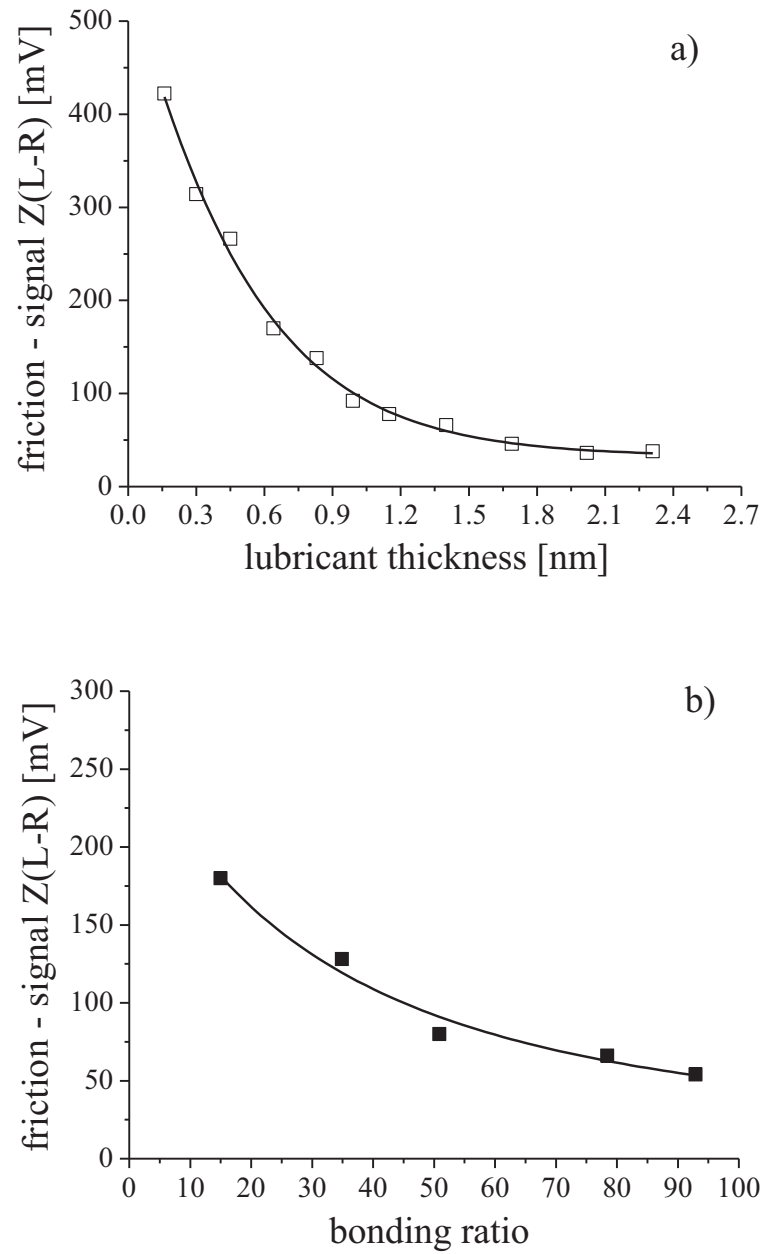 a)
friction - signal Z(L-R) [mV]
500
400
300
200
100
0
0.0 0.3 0.6 0.9 1.2 1.5 1.8 2.1 2.4 2.7
lubricant thickness [nm]
b)
friction - signal Z(L-R) [mV]
300
250
200
150
100
50
0
0 10 20 30 40 50 60 70 80 90 100
bonding ratio